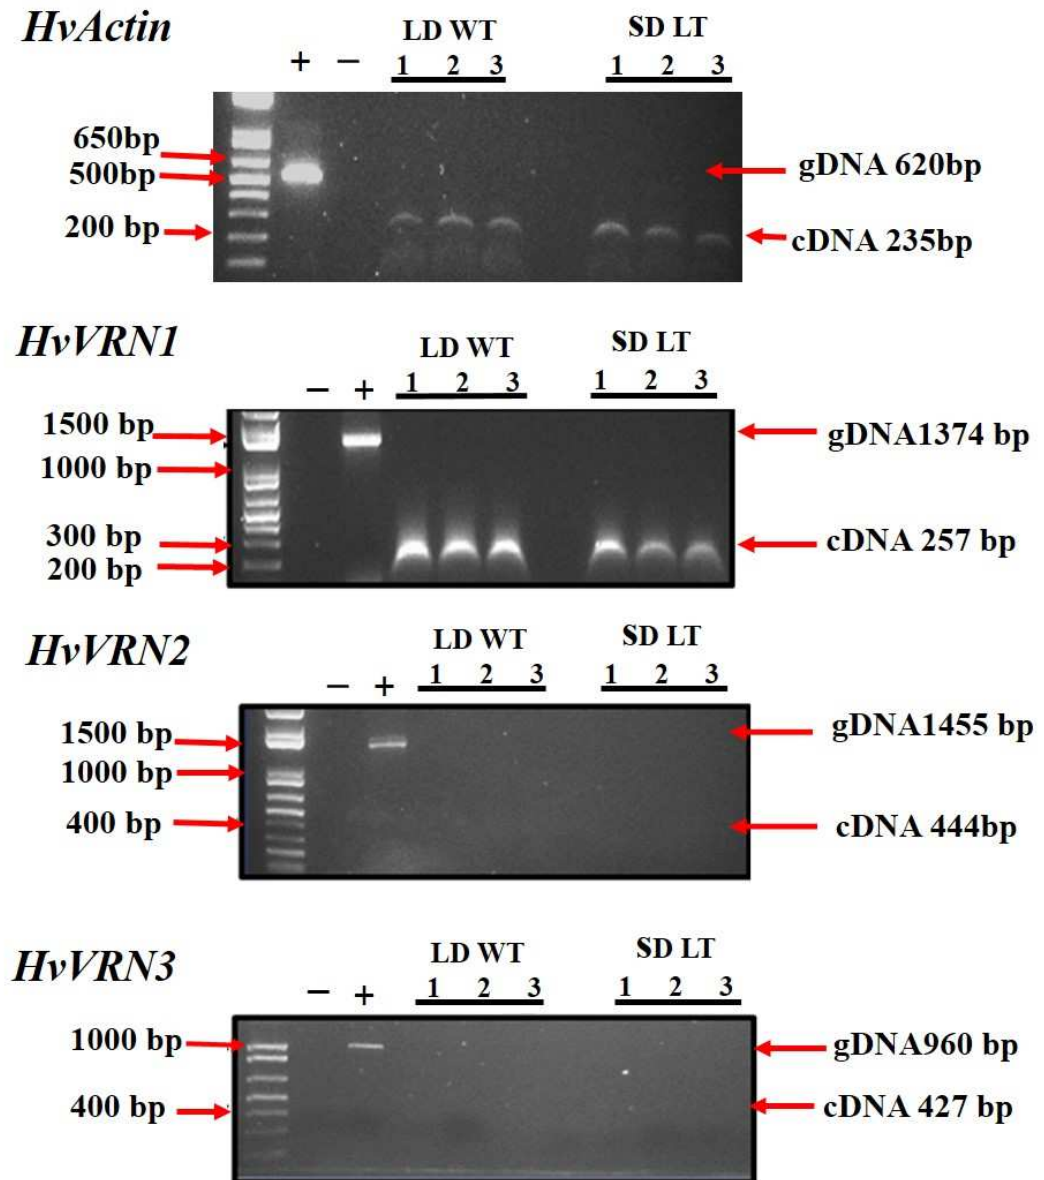 HvActin
LD WT
SD LT
+ – 1 2 3 1 2 3
650bp
500bp
200 bp
gDNA 620bp
cDNA 235bp
HvVRN1
LD WT
SD LT
– + 1 2 3 1 2 3
1500 bp
1000 bp
300 bp
200 bp
gDNA1374 bp
cDNA 257 bp
HvVRN2
LD WT
SD LT
– + 1 2 3 1 2 3
1500 bp
1000 bp
400 bp
gDNA1455 bp
cDNA 444bp
HvVRN3
LD WT
SD LT
– + 1 2 3 1 2 3
1000 bp
400 bp
gDNA960 bp
cDNA 427 bp